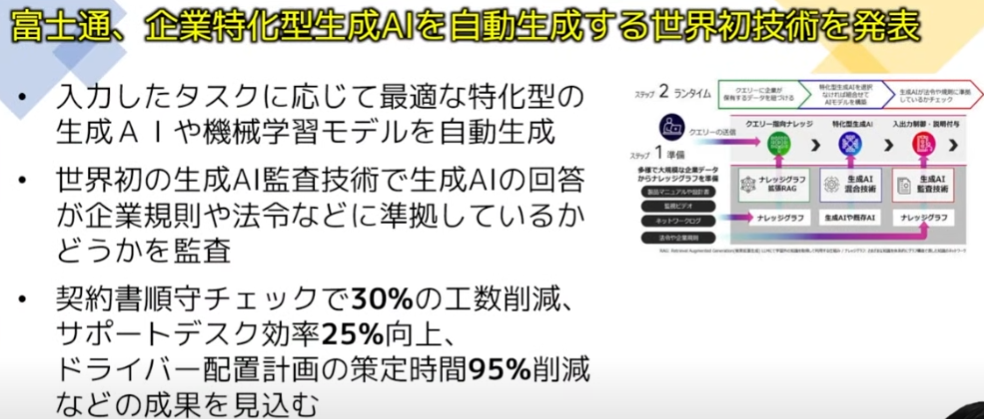 富士通、企業特化型生成AIを自動生成する世界初技術を発表
• 入力したタスクに応じて最適な特化型の
生成ＡＩや機械学習モデルを自動生成
• 世界初の生成AI監査技術で生成AIの回答
が企業規則や法令などに準拠しているか
どうかを監査
• 契約書順守チェックで30%の工数削減、
サポートデスク効率25%向上、
ドライバー配置計画の策定時間95%削減
などの成果を見込む
ステップ 2 ランタイム
クエリーに企業が
保有するデータを紐づける
特化型生成AIを選択
なければ混合せて
AIモデルを構築
生成AIが法令や規則に準拠
しているかチェック
クエリーの送信
クエリー指向ナレッジ
特化型生成AI
入出力制御・説明付与
ステップ 1 準備
多様で大規模な企業データ
からナレッジグラフを準備
製品マニュアルや設計書
監視ビデオ
ネットワークログ
法令や企業規則
ナレッジグラフ
拡張RAG
生成AI
混合技術
生成AI
監査技術
ナレッジグラフ
生成AIや既存AI
ナレッジグラフ